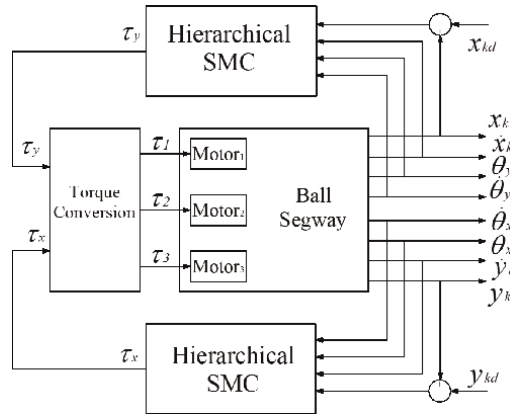 τy
Hierarchical
SMC
xkd
xk
ẋk
θy
θ̇y
θ̇x
θx
ẏk
yk
τy
τ1
Motor1
Torque
Conversion
τ2
Motor2
Ball
Segway
τx
τ3
Motor3
τx
Hierarchical
SMC
ykd